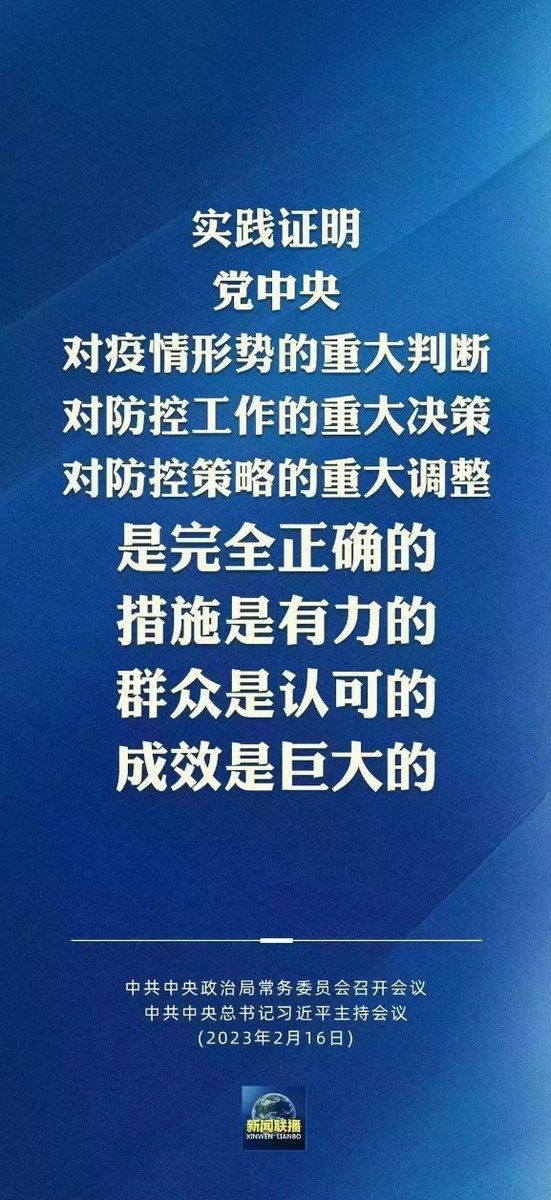 实践证明
党中央
对疫情形势的重大判断
对防控工作的重大决策
对防控策略的重大调整
是完全正确的
措施是有力的
群众是认可的
成效是巨大的
中共中央政治局常务委员会召开会议
中共中央总书记习近平主持会议
(2023年2月16日)
新闻联播
XINWEN LIANBO